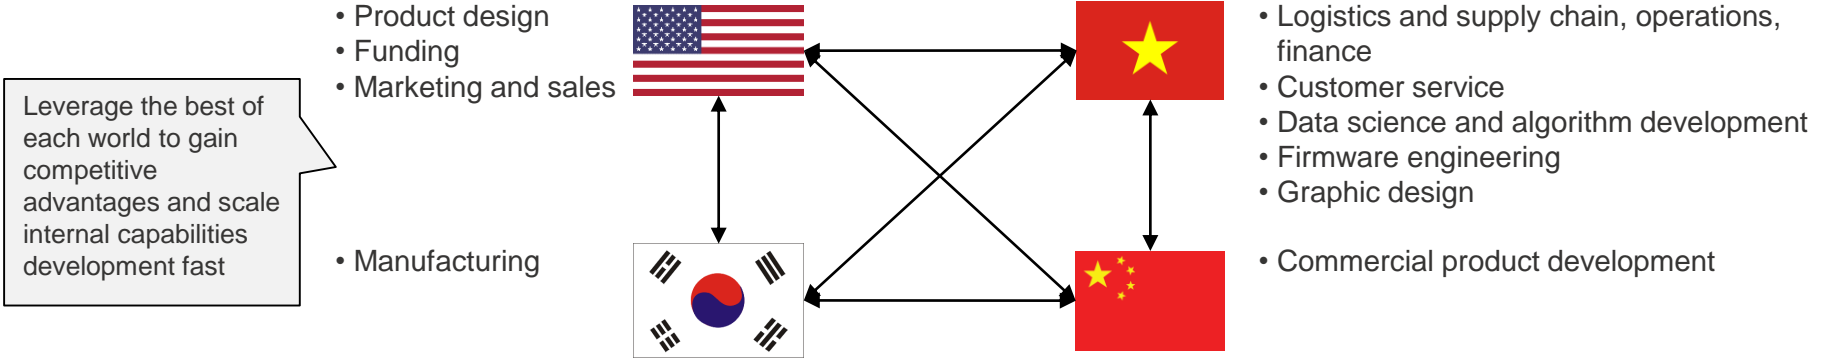 • Product design
• Funding
• Marketing and sales
Leverage the best of
each world to gain
competitive
advantages and scale
internal capabilities
development fast
• Manufacturing
• Logistics and supply chain, operations,
finance
• Customer service
• Data science and algorithm development
• Firmware engineering
• Graphic design
• Commercial product development